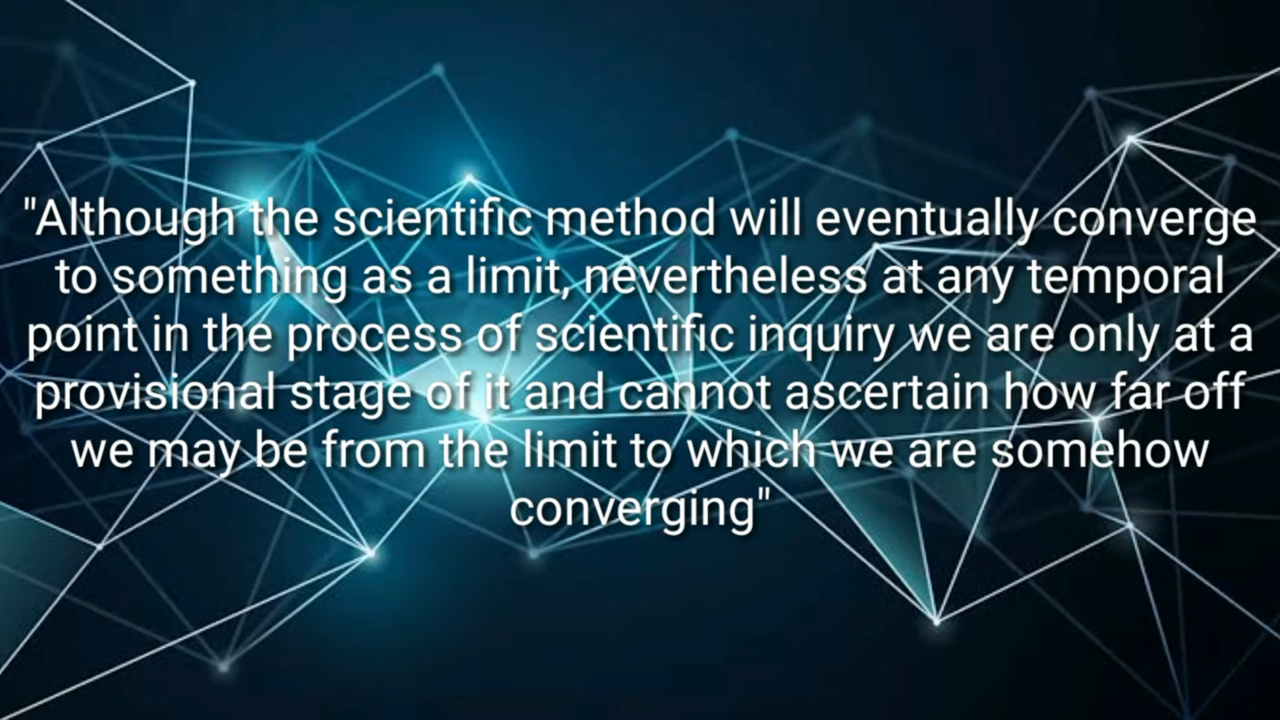 "Although the scientific method will eventually converge
to something as a limit, nevertheless at any temporal
point in the process of scientific inquiry we are only at a
provisional stage of it and cannot ascertain how far off
we may be from the limit to which we are somehow
converging"